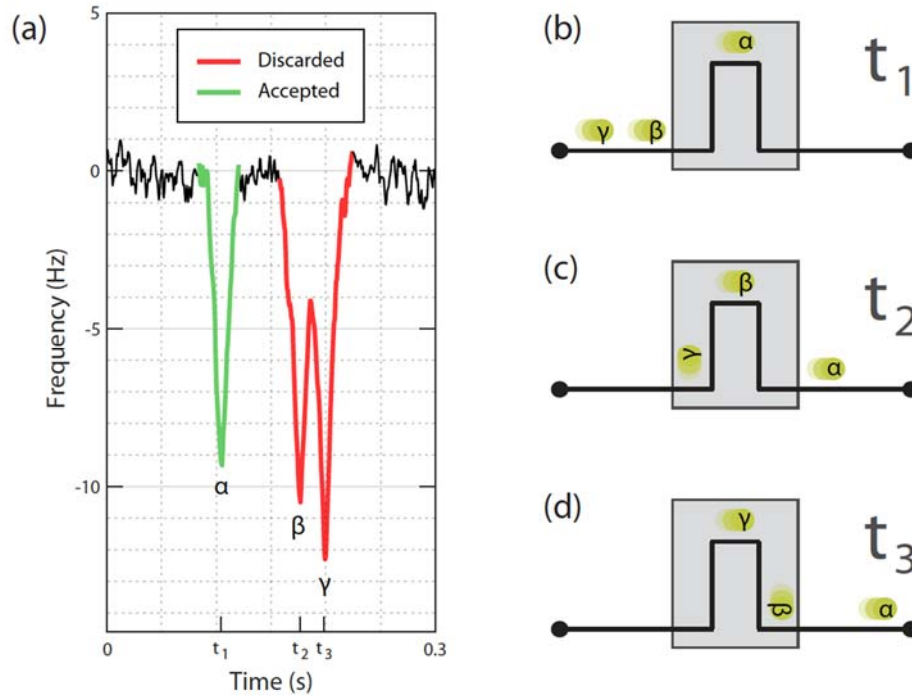 (a)
5
0
-5
-10
Frequency (Hz)
Discarded
Accepted
α
β
γ
0
t1
t2
t3
0.3
Time (s)
(b)
α
γ
β
t1
(c)
β
γ
α
t2
(d)
γ
β
α
t3